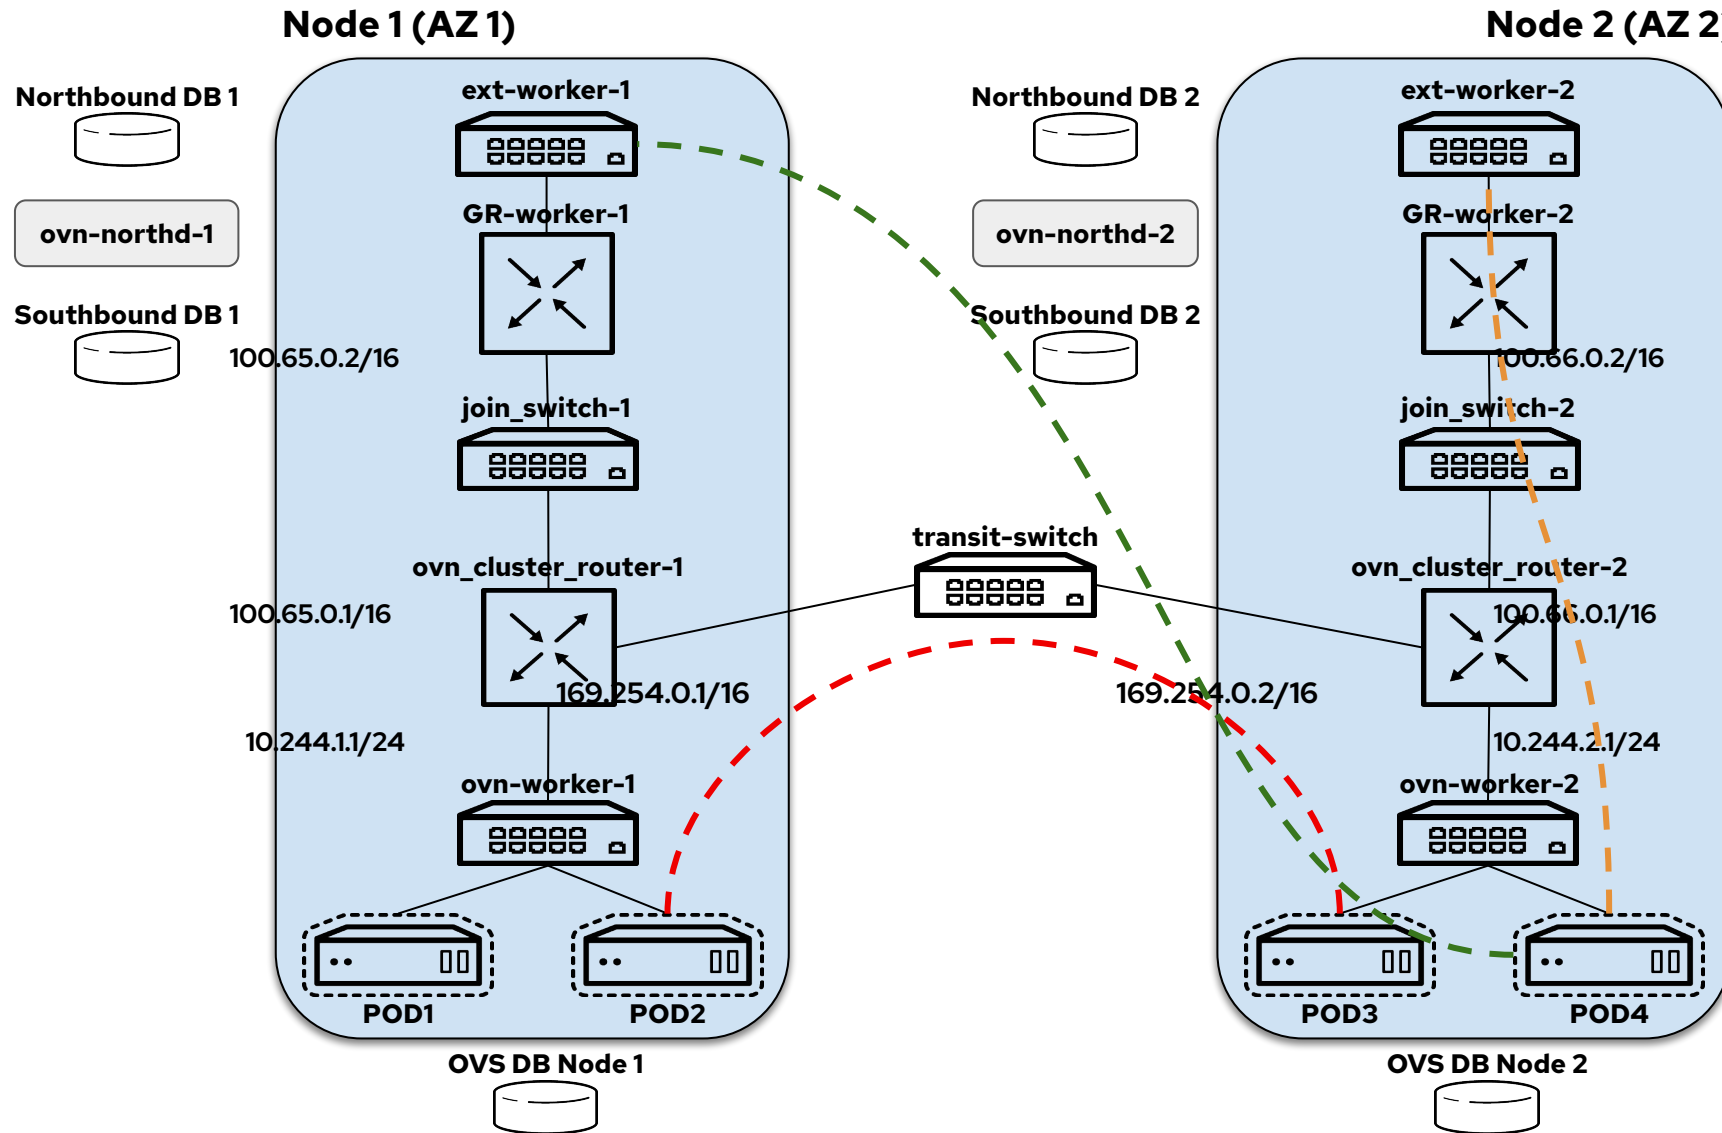 Node 1 (AZ 1)
Node 2 (AZ 2)
Northbound DB 1
ovn-northd-1
Southbound DB 1
ext-worker-1
GR-worker-1
100.65.0.2/16
join_switch-1
ovn_cluster_router-1
100.65.0.1/16
169.254.0.1/16
10.244.1.1/24
ovn-worker-1
POD1
POD2
OVS DB Node 1
transit-switch
Northbound DB 2
ovn-northd-2
Southbound DB 2
ext-worker-2
GR-worker-2
100.66.0.2/16
join_switch-2
ovn_cluster_router-2
100.66.0.1/16
169.254.0.2/16
10.244.2.1/24
ovn-worker-2
POD3
POD4
OVS DB Node 2